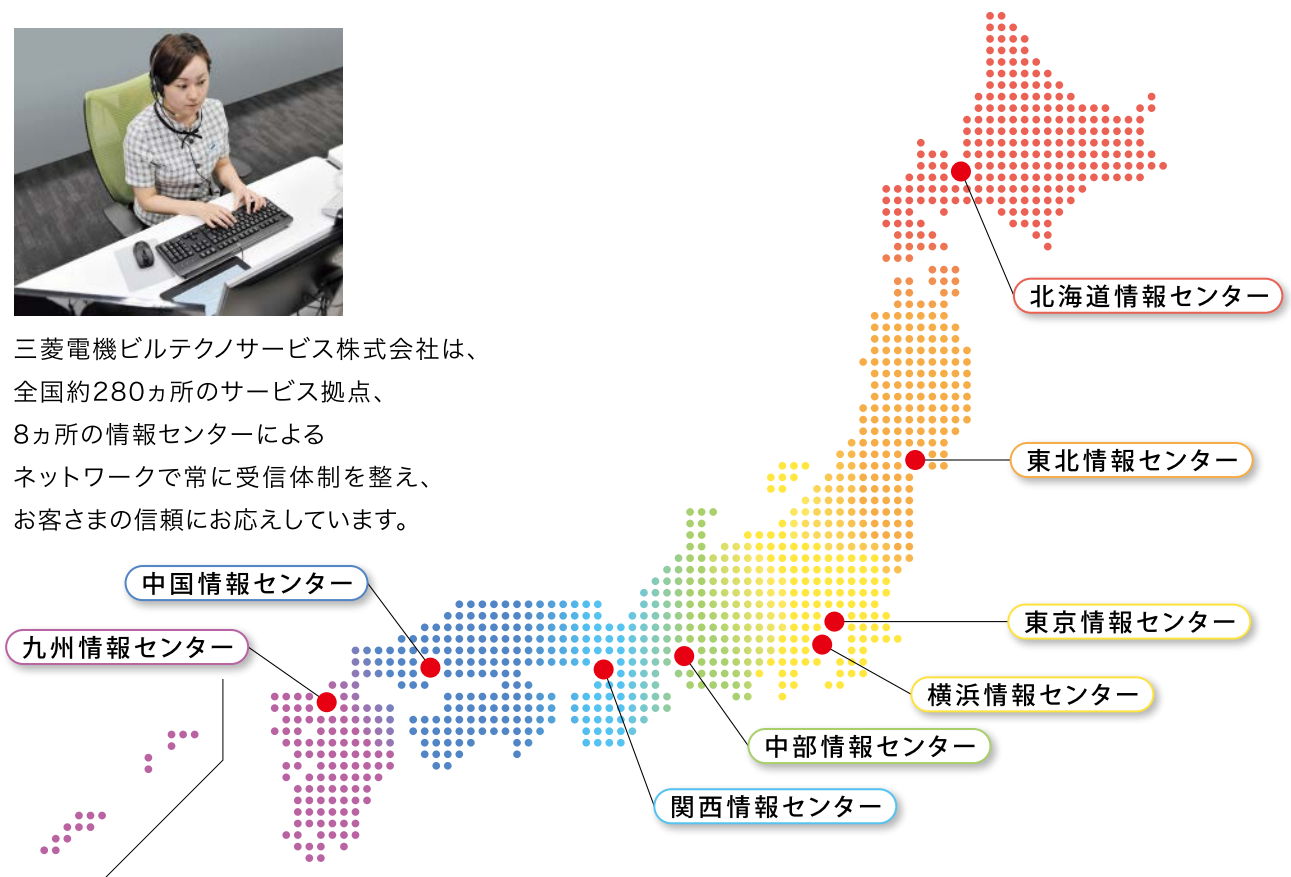 三菱電機ビルテクノサービス株式会社は、
全国約280ヵ所のサービス拠点、
8ヵ所の情報センターによる
ネットワークで常に受信体制を整え、
お客さまの信頼にお応えしています。
北海道情報センター
東北情報センター
中国情報センター
九州情報センター
東京情報センター
横浜情報センター
中部情報センター
関西情報センター